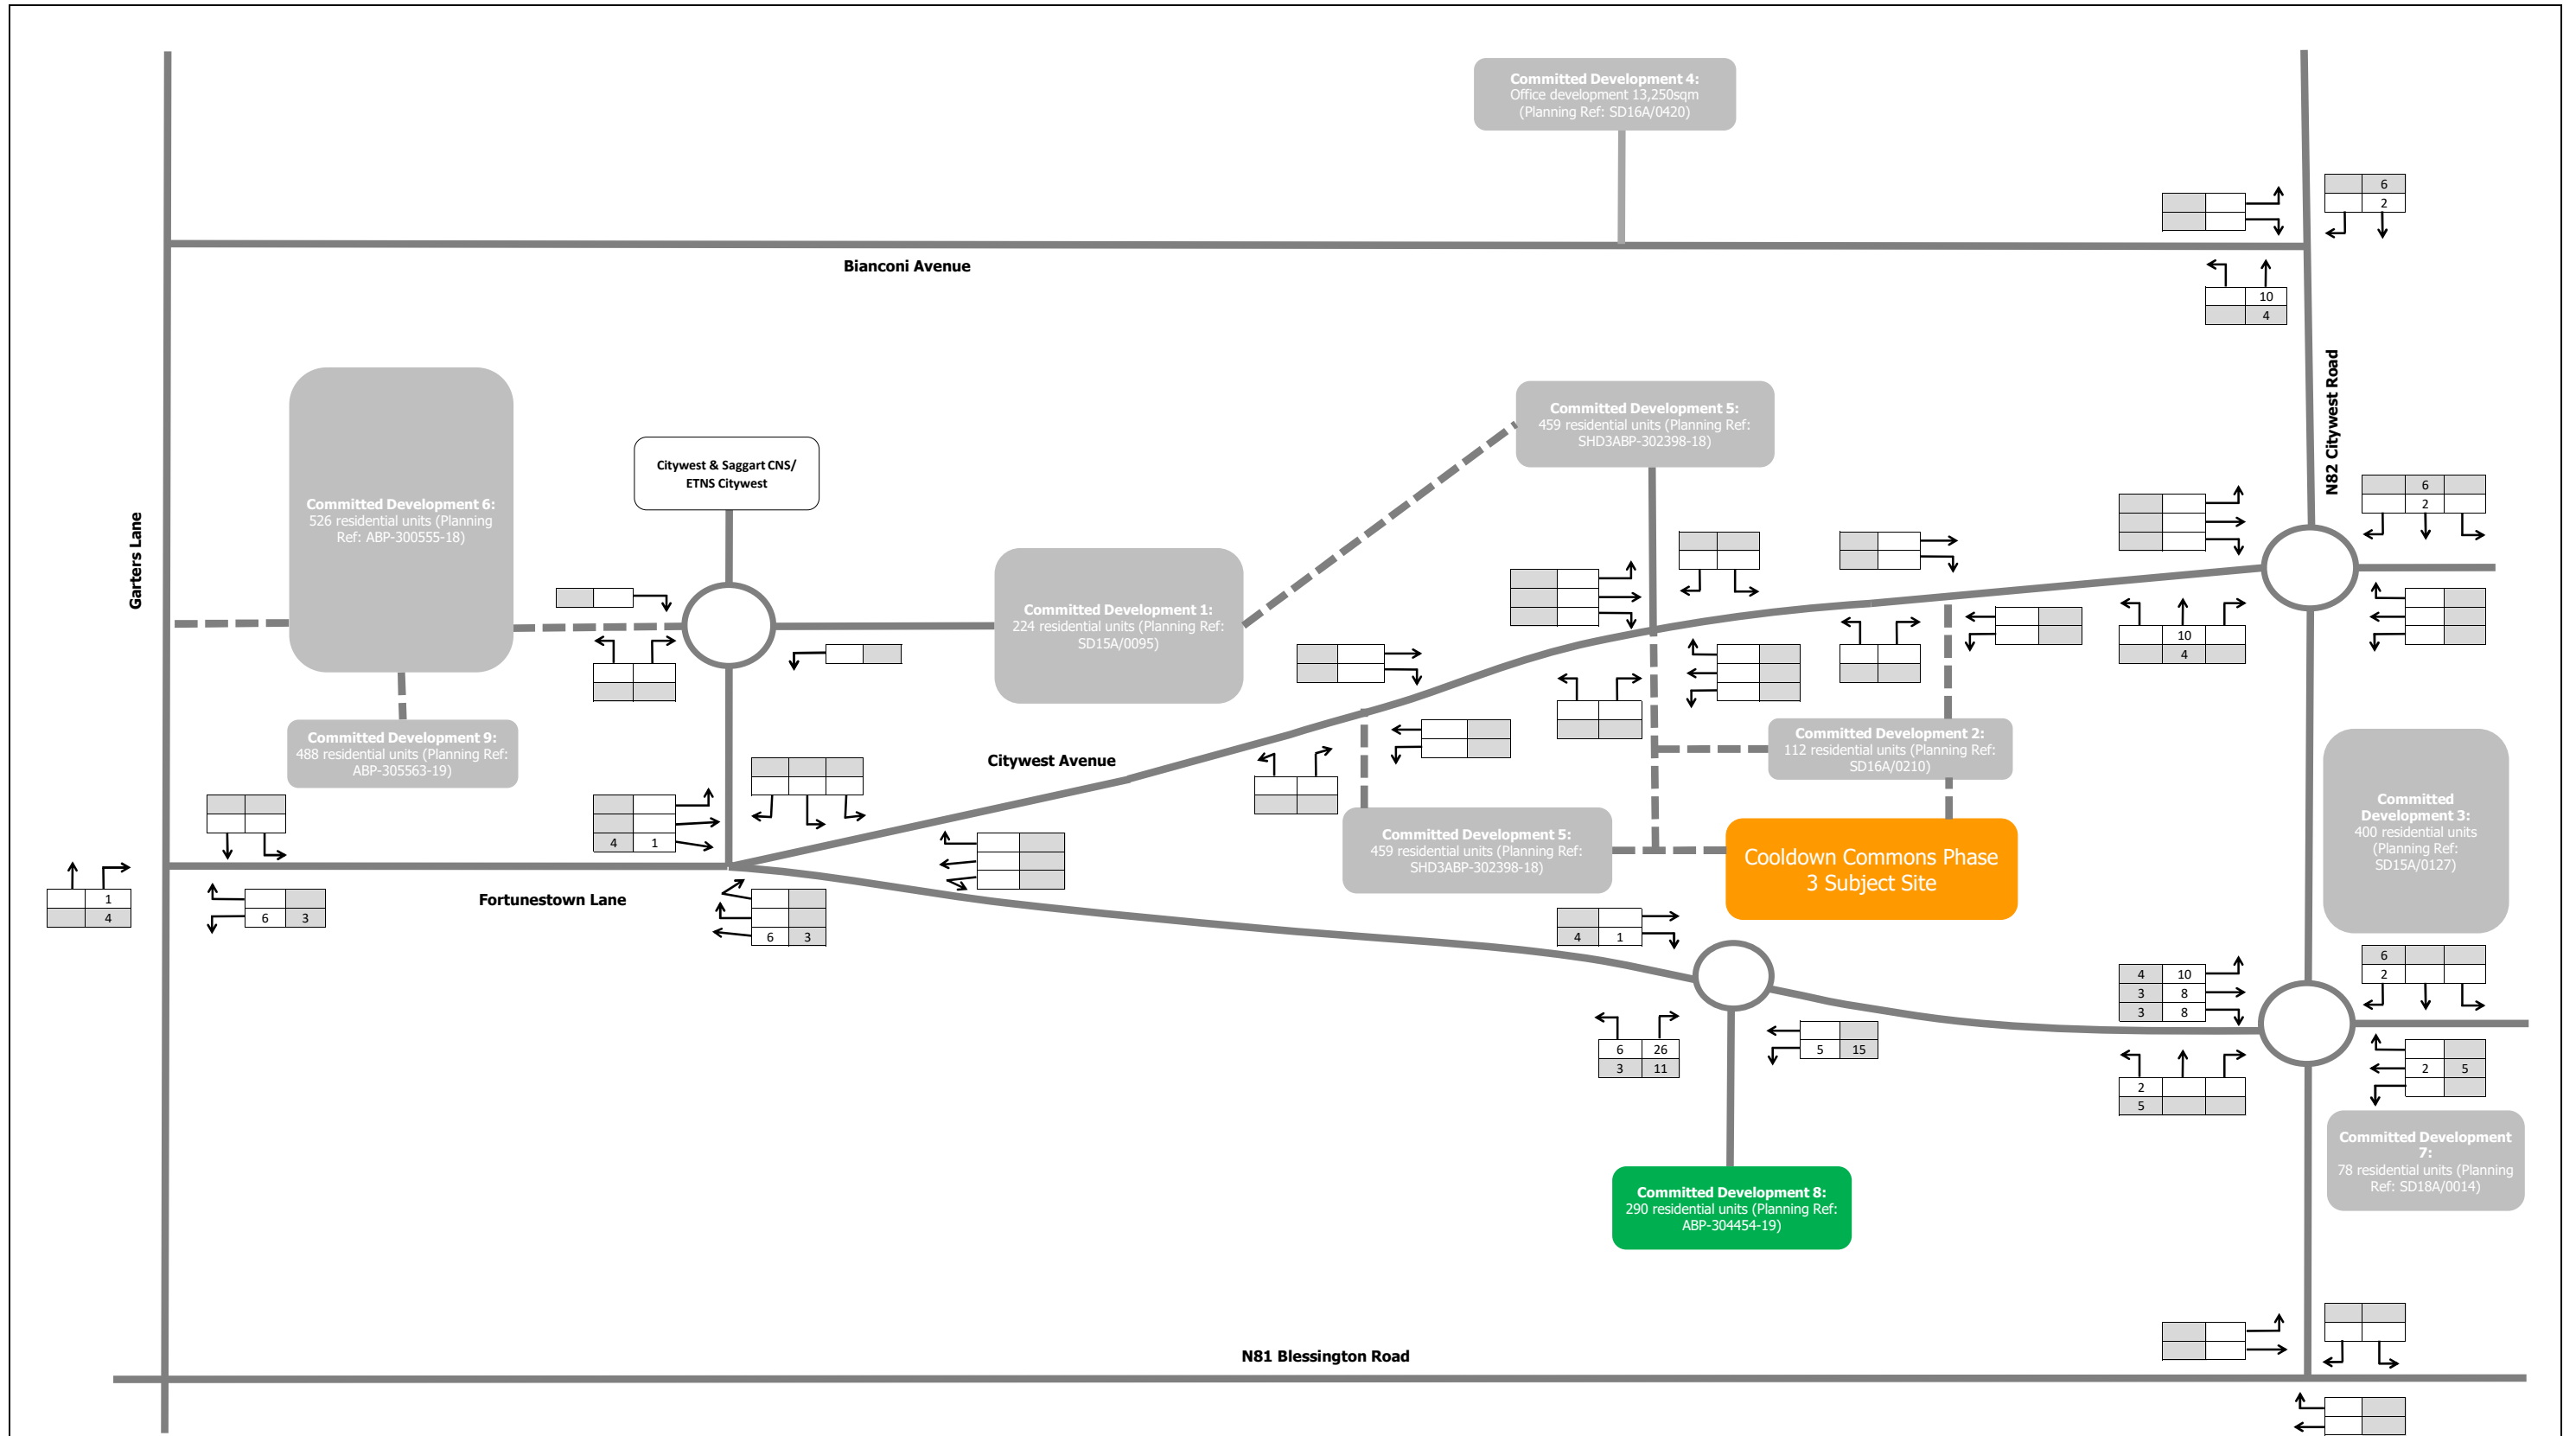 Committed Development 4:
Office development 13,250sqm
(Planning Ref: SD16A/0420)
6
2
Bianconi Avenue
10
4
N82 Citywest Road
Committed Development 5:
459 residential units (Planning Ref:
SHD3ABP-302398-18)
Citywest & Saggart CNS/
ETNS Citywest
Committed Development 6:
526 residential units (Planning
Ref: ABP-300555-18)
Garters Lane
6
2
Committed Development 1:
224 residential units (Planning Ref:
SD15A/0095)
10
4
Committed Development 9:
488 residential units (Planning Ref:
ABP-305563-19)
Citywest Avenue
Committed Development 2:
112 residential units (Planning Ref:
SD16A/0210)
Committed
Development 3:
400 residential units
(Planning Ref:
SD15A/0127)
4 1
Committed Development 5:
459 residential units (Planning Ref:
SHD3ABP-302398-18)
Cooldown Commons Phase
3 Subject Site
1
4
6 3
Fortunestown Lane
6 3
4 1
6
2
4 10
3 8
3 8
6 26
3 11
5 15
2
5
2 5
Committed Development
7:
78 residential units (Planning
Ref: SD18A/0014)
Committed Development 8:
290 residential units (Planning Ref:
ABP-304454-19)
N81 Blessington Road